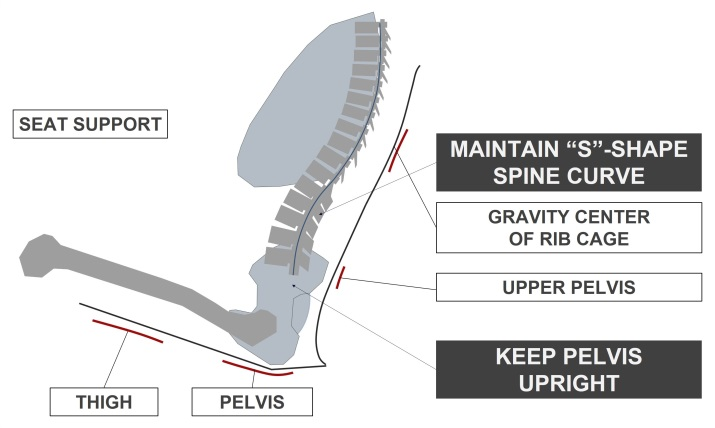 SEAT SUPPORT
MAINTAIN “S”-SHAPE
SPINE CURVE
GRAVITY CENTER
OF RIB CAGE
UPPER PELVIS
KEEP PELVIS
UPRIGHT
THIGH
PELVIS